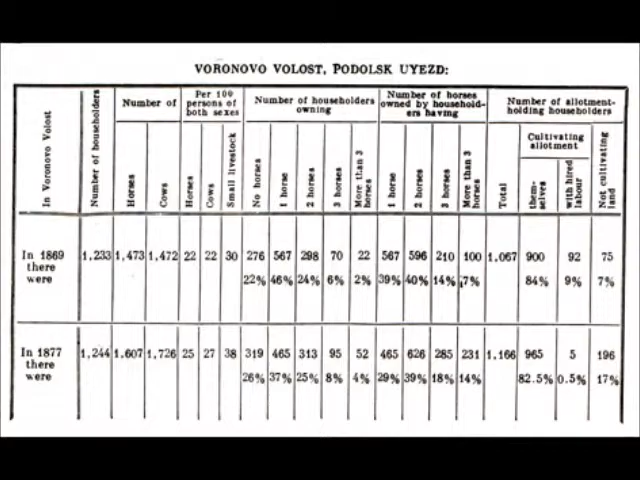 VORONOVO VOLOST, PODOLSK UYEZD:
In Voronovo Volost
Number of householders
Number of
Horses
Cows
Per 100 persons of both sexes
Horses
Cows
Small livestock
Number of householders owning
No horses
1 horse
2 horses
3 horses
More than 3 horses
Number of horses owned by household-ers having
1 horse
2 horses
3 horses
More than 3 horses
Number of allotment-holding householders
Total
Cultivating allotment
them-selves
with hired labour
Not cultivating land
In 1869 there were
1,233 1,473 1,472 22 22 30 276 567 298 70 22 567 596 210 100 1.067 900 92 75
22% 46% 24% 6% 2% 39% 40% 14% 7% 84% 9% 7%
In 1877 there were
1,244 1.607 1,726 25 27 38 319 465 313 95 52 465 626 285 231 1.166 965 5 196
26% 37% 25% 8% 4% 29% 39% 18% 14% 82.5% 0.5% 17%